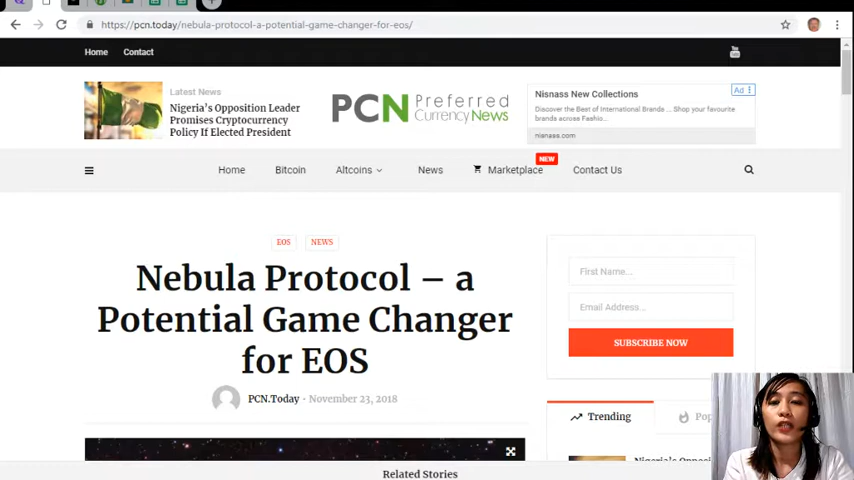 https://pcn.today/nebula-protocol-a-potential-game-changer-for-eos/
Home
Contact
Latest News
Nigeria's Opposition Leader
Promises Cryptocurrency
Policy If Elected President
PCN Preferred
Currency News
Nisnass New Collections
Ad
Discover the Best of International Brands ... Shop your favourite
brands across Fashio...
nisnass.com
Home
Bitcoin
Altcoins
News
Marketplace
NEW
Contact Us
EOS
NEWS
Nebula Protocol – a
Potential Game Changer
for EOS
PCN.Today - November 23, 2018
First Name...
Email Address...
SUBSCRIBE NOW
Trending
Related Stories